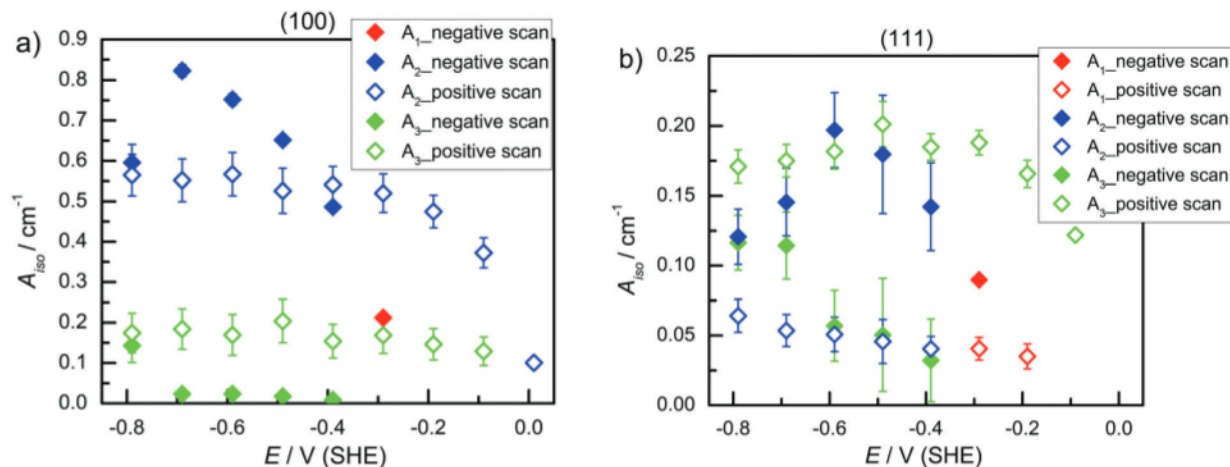 a)
(100)
0.9
0.8
0.7
0.6
0.5
0.4
0.3
0.2
0.1
0.0
A_iso / cm⁻¹
A₁_negative scan
A₂_negative scan
A₂_positive scan
A₃_negative scan
A₃_positive scan
-0.8 -0.6 -0.4 -0.2 0.0
E / V (SHE)
b)
(111)
0.25
0.20
0.15
0.10
0.05
0.00
A_iso / cm⁻¹
A₁_negative scan
A₁_positive scan
A₂_negative scan
A₂_positive scan
A₃_negative scan
A₃_positive scan
-0.8 -0.6 -0.4 -0.2 0.0
E / V (SHE)